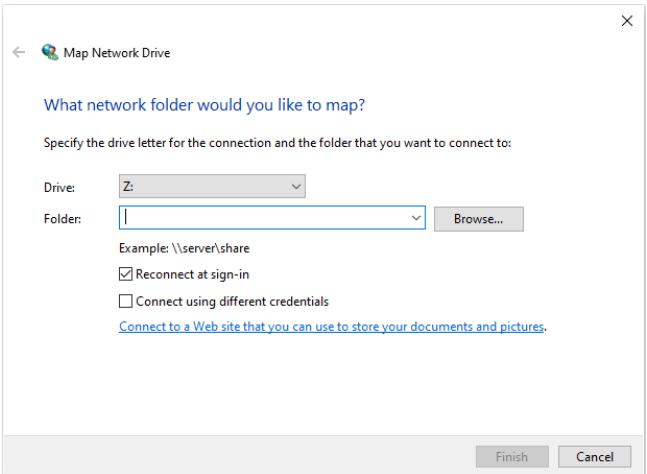 Map Network Drive
What network folder would you like to map?
Specify the drive letter for the connection and the folder that you want to connect to:
Drive: Z:
Folder: Browse...
Example: \\server\share
Reconnect at sign-in
Connect using different credentials
Connect to a Web site that you can use to store your documents and pictures.
Finish Cancel